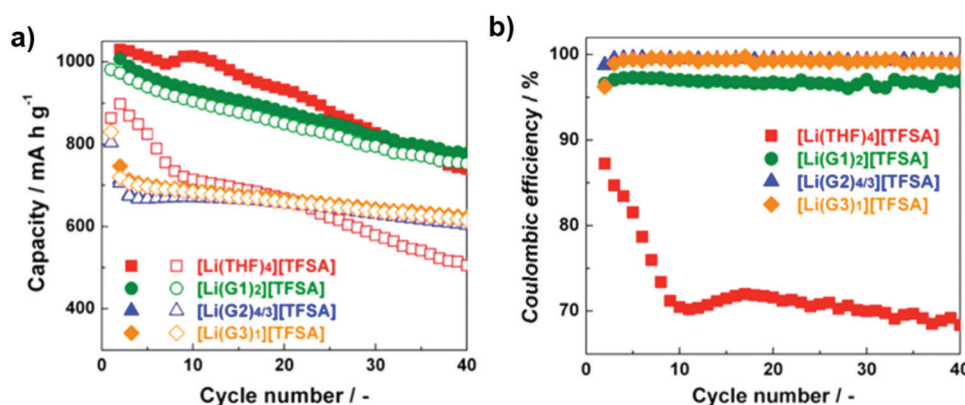 a)
Capacity / mA h g⁻¹
1000
800
600
400
[Li(THF)₄][TFSA]
[Li(G1)₂][TFSA]
[Li(G2)₄/₃][TFSA]
[Li(G3)₁][TFSA]
0 10 20 30 40
Cycle number / -
b)
Coulombic efficiency / %
100
90
80
70
[Li(THF)₄][TFSA]
[Li(G1)₂][TFSA]
[Li(G2)₄/₃][TFSA]
[Li(G3)₁][TFSA]
0 10 20 30 40
Cycle number / -